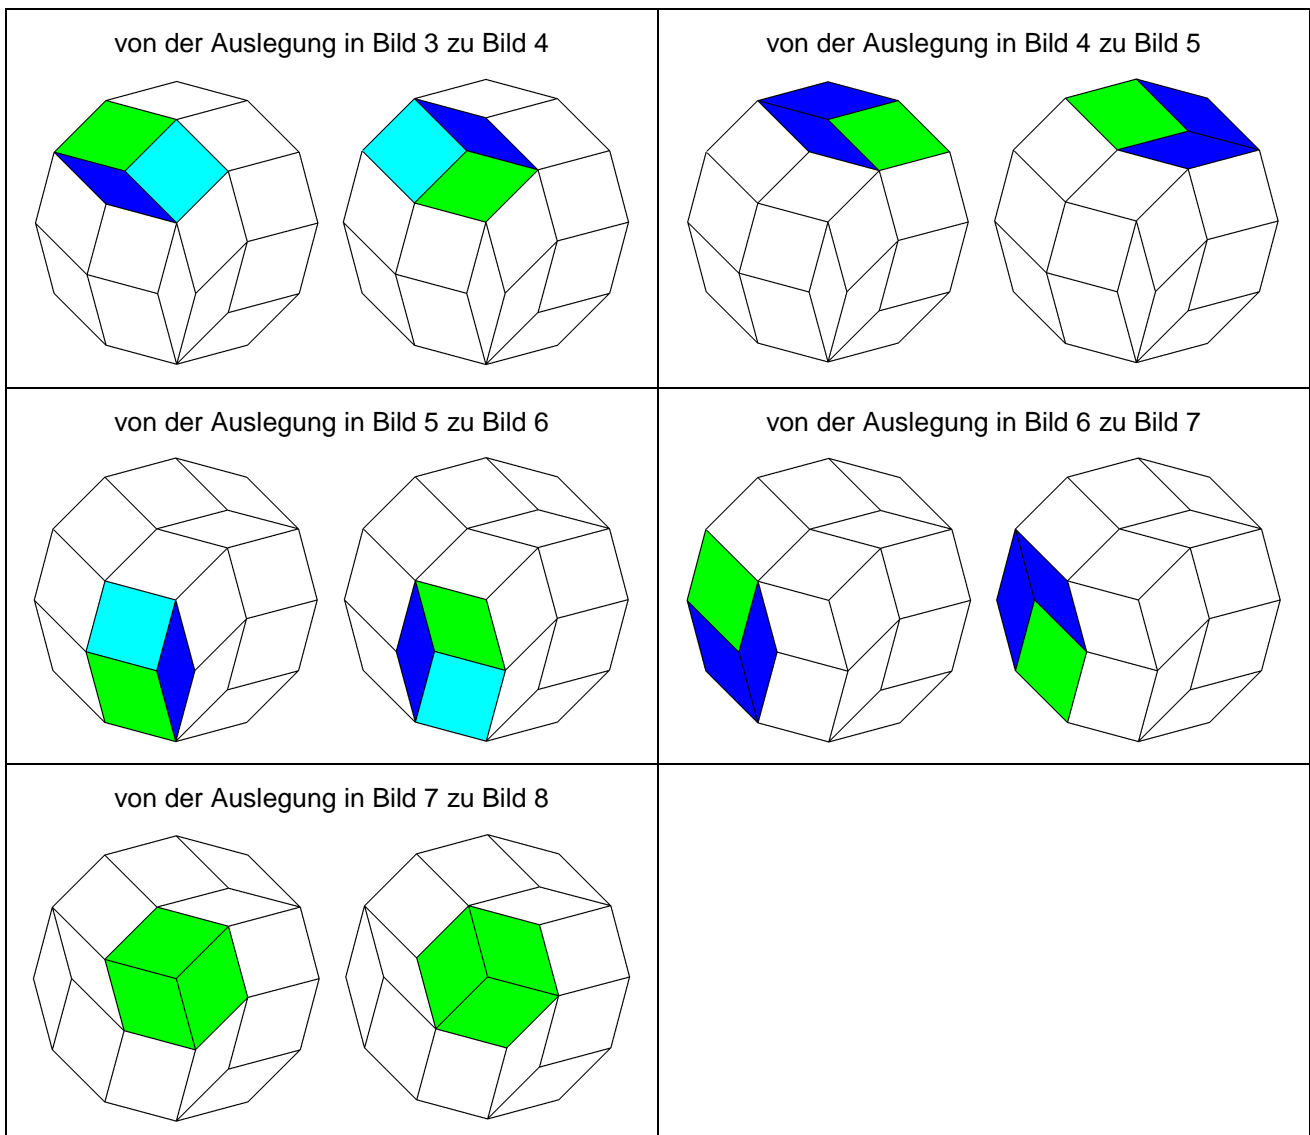 von der Auslegung in Bild 3 zu Bild 4
von der Auslegung in Bild 4 zu Bild 5
von der Auslegung in Bild 5 zu Bild 6
von der Auslegung in Bild 6 zu Bild 7
von der Auslegung in Bild 7 zu Bild 8